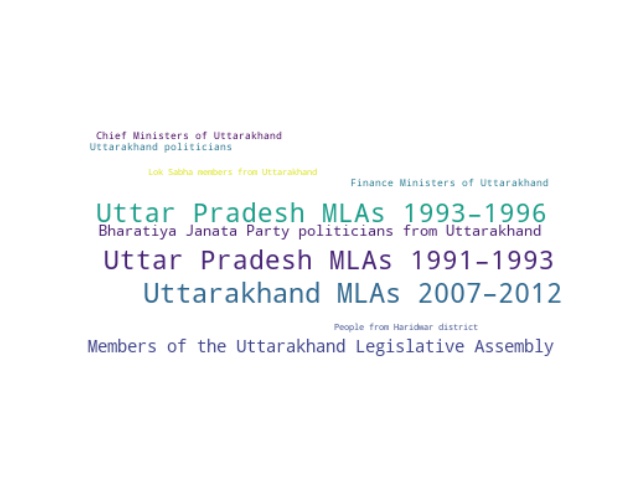 Chief Ministers of Uttarakhand
Uttarakhand politicians
Lok Sabha members from Uttarakhand
Finance Ministers of Uttarakhand
Uttar Pradesh MLAs 1993–1996
Bharatiya Janata Party politicians from Uttarakhand
Uttar Pradesh MLAs 1991–1993
Uttarakhand MLAs 2007–2012
People from Haridwar district
Members of the Uttarakhand Legislative Assembly